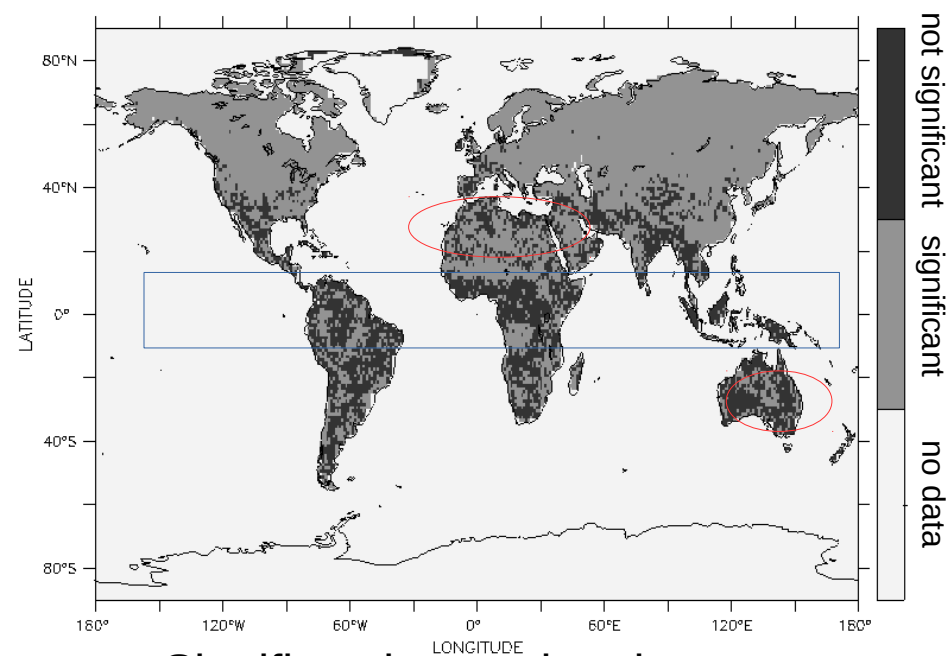 80°N
40°N
0°
40°S
80°S
LATITUDE
180°
120°W
60°W
0°
60°E
120°E
180°
LONGITUDE
not significant
significant
no data